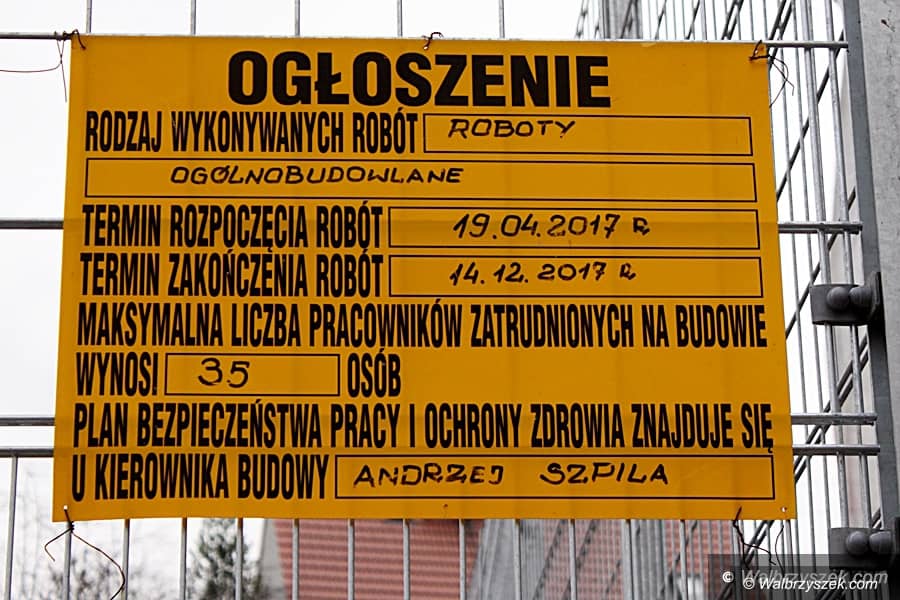 OGŁOSZENIE
RODZAJ WYKONYWANYCH ROBÓT ROBOTY
OGÓLNOBUDOWLANE
TERMIN ROZPOCZĘCIA ROBÓT 19.04.2017 R
TERMIN ZAKOŃCZENIA ROBÓT 14.12.2017 R
MAKSYMALNA LICZBA PRACOWNIKÓW ZATRUDNIONYCH NA BUDOWIE
WYNOSI 35 OSÓB
PLAN BEZPIECZEŃSTWA PRACY I OCHRONY ZDROWIA ZNAJDUJE SIĘ
U KIEROWNIKA BUDOWY ANDRZEJ SZPILA
© Walbrzyszek.com
© Walbrzyszek.com